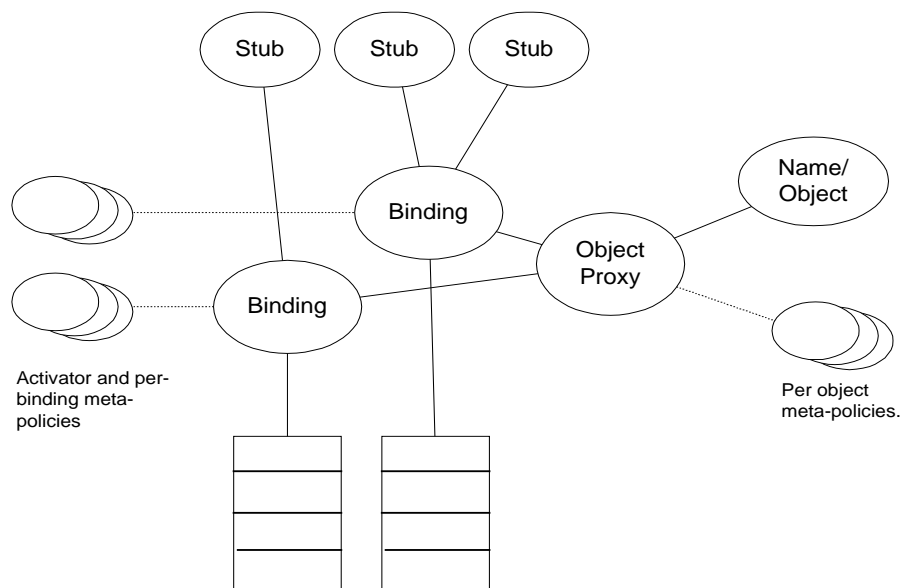 Stub
Stub
Stub
Name/
Object
Binding
Object
Proxy
Binding
Activator and per-
binding meta-
policies
Per object
meta-policies.